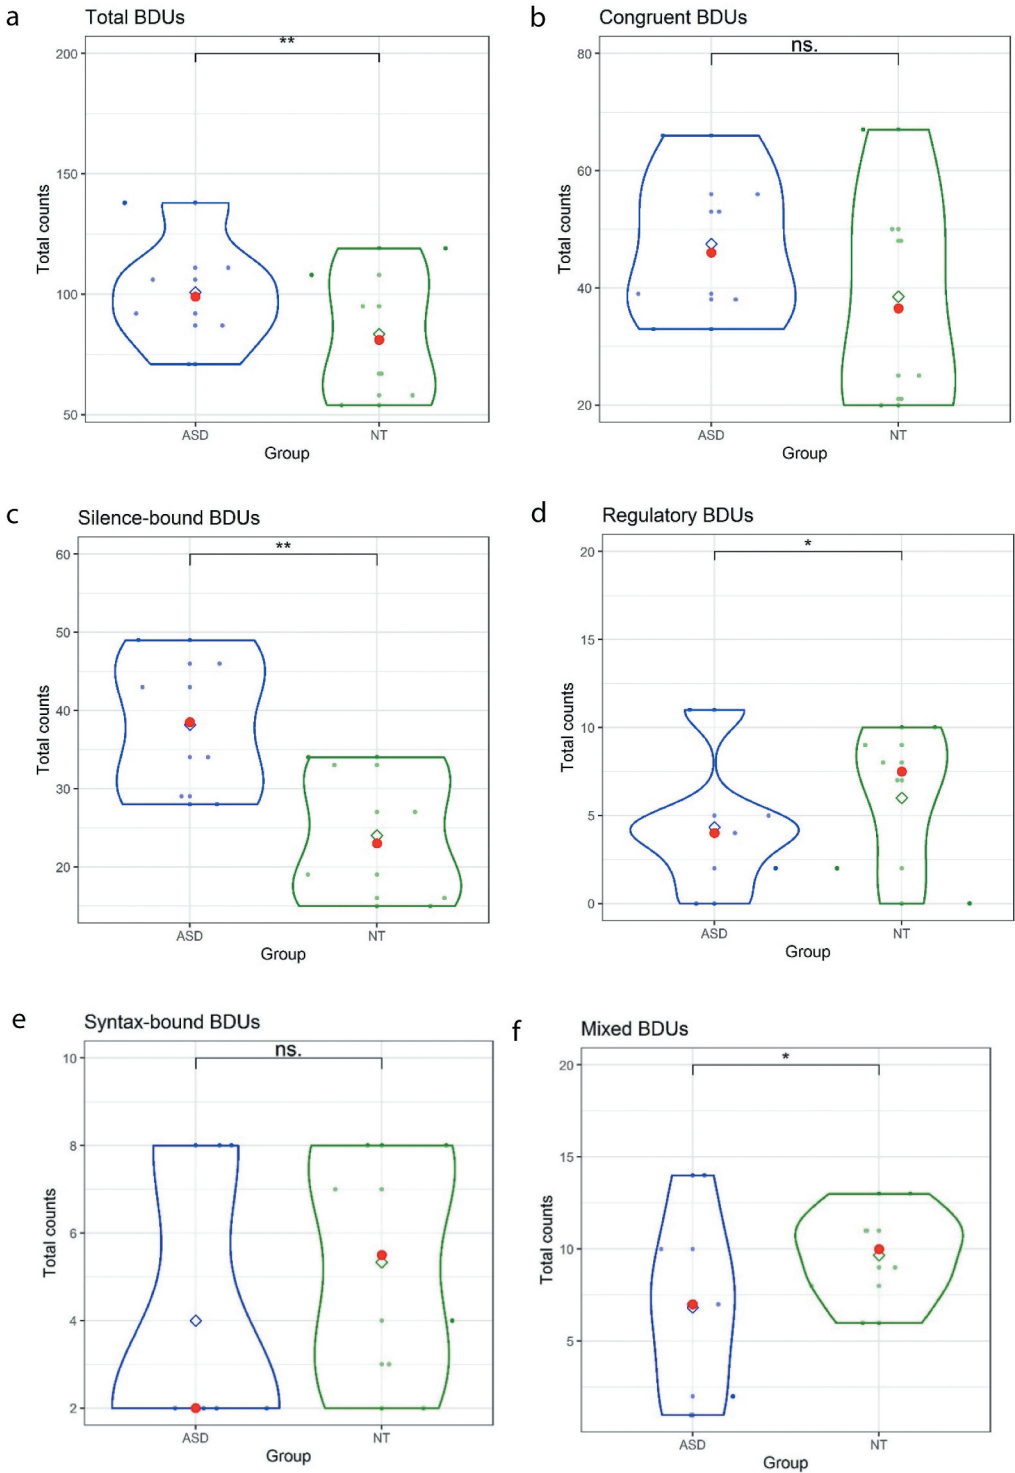 a
Total BDUs
200
150
100
50
Total counts
**
ASD
NT
Group
b
Congruent BDUs
80
60
40
20
Total counts
ns.
ASD
NT
Group
c
Silence-bound BDUs
60
50
40
30
20
Total counts
**
ASD
NT
Group
d
Regulatory BDUs
20
15
10
5
0
Total counts
*
ASD
NT
Group
e
Syntax-bound BDUs
10
8
6
4
2
Total counts
ns.
ASD
NT
Group
f
Mixed BDUs
20
15
10
5
Total counts
*
ASD
NT
Group